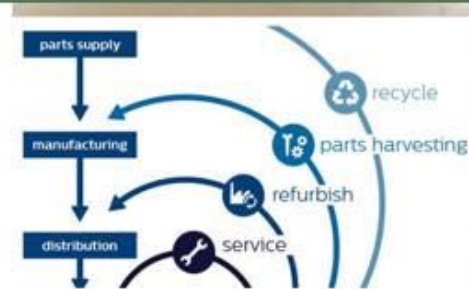 parts supply
recycle
manufacturing
parts harvesting
refurbish
distribution
service